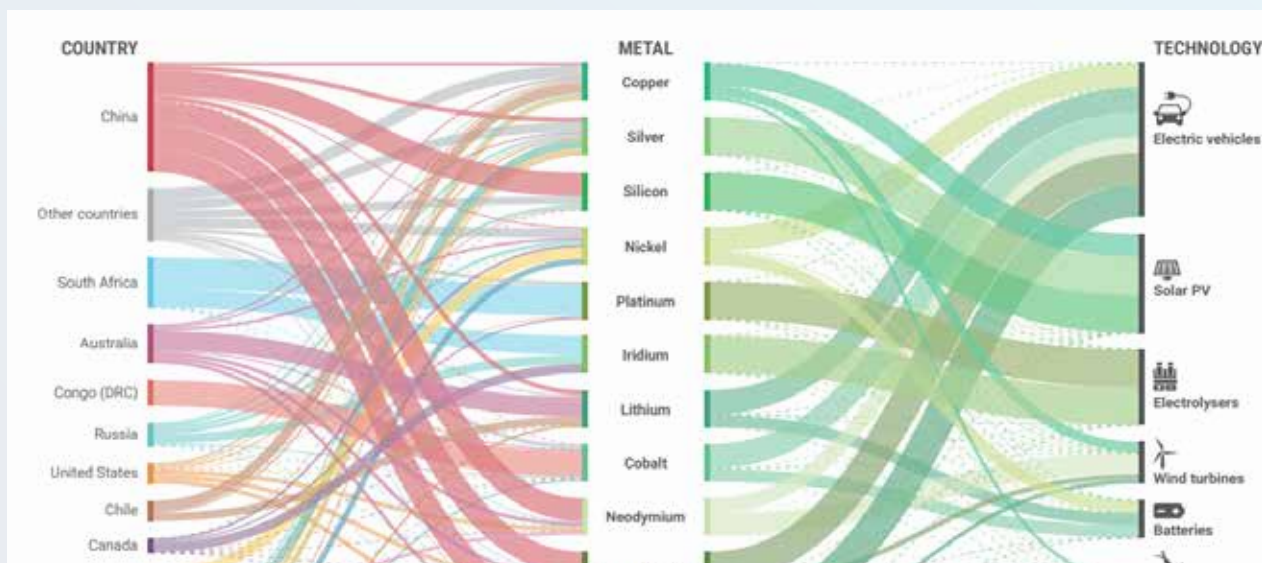 COUNTRY
METAL
TECHNOLOGY
China
Other countries
South Africa
Australia
Congo (DRC)
Russia
United States
Chile
Canada
Copper
Silver
Silicon
Nickel
Platinum
Iridium
Lithium
Cobalt
Neodymium
Electric vehicles
Solar PV
Electrolysers
Wind turbines
Batteries